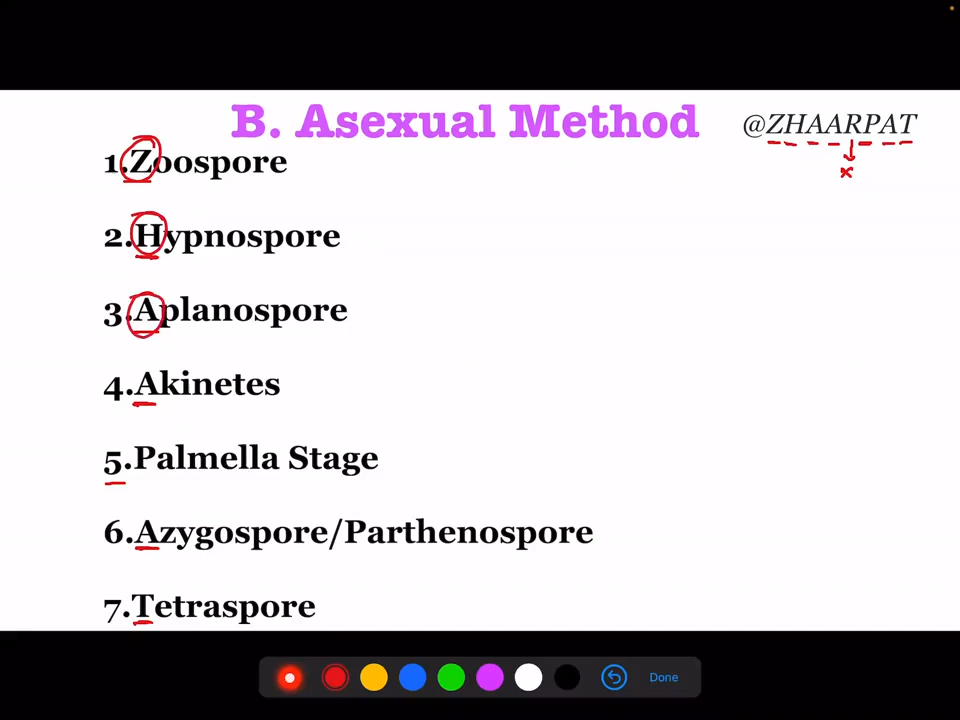 B. Asexual Method
@ZHAARPAT
x
1.Zoospore
2.Hypnospore
3.Aplanospore
4.Akinetes
5.Palmella Stage
6.Azygospore/Parthenospore
7.Tetraspore
Done